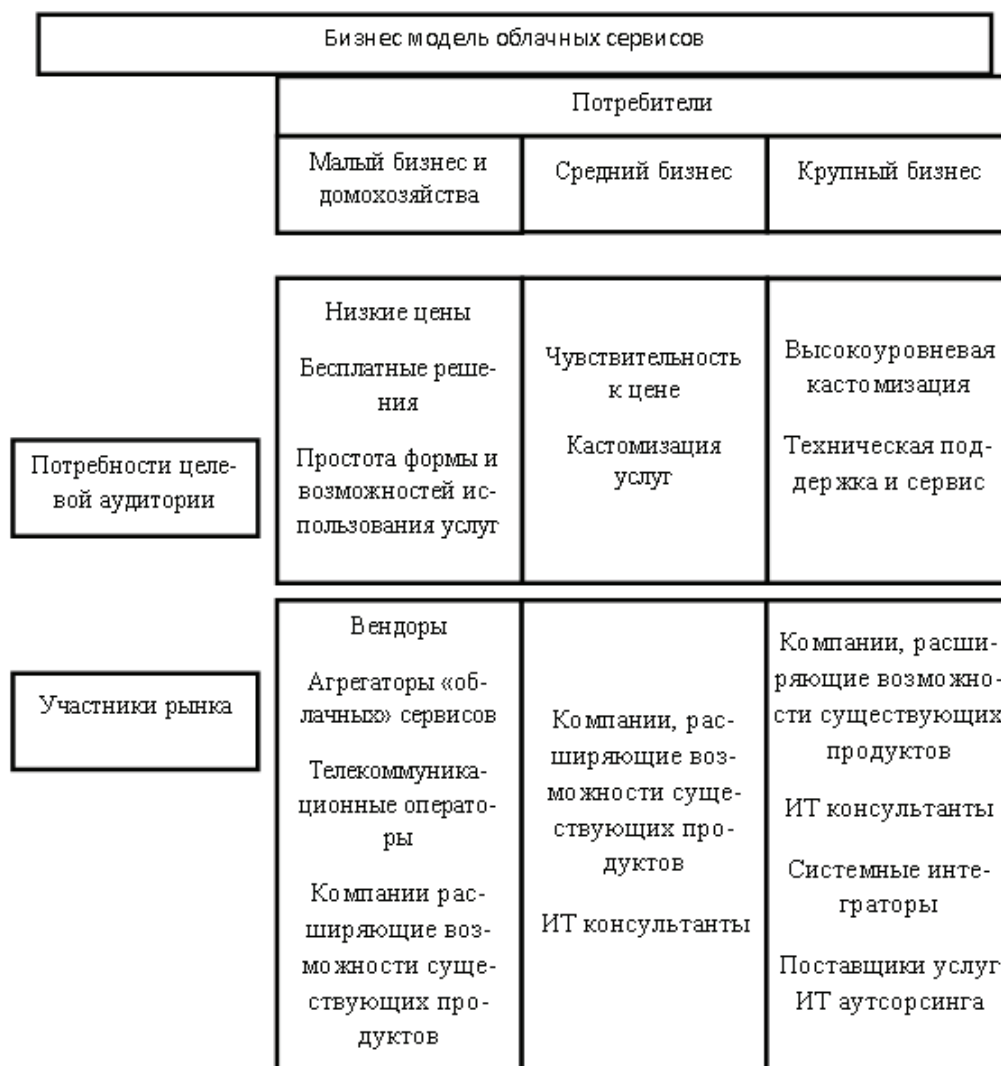 Бизнес модель облачных сервисов
Потребители
Малый бизнес и
домохозяйства
Средний бизнес
Крупный бизнес
Потребности целе-
вой аудитории
Низкие цены
Бесплатные реше-
ния
Простота формы и
возможностей ис-
пользования услуг
Чувствительность
к цене
Кастомизация
услуг
Высокоуровневая
кастомизация
Техническая под-
держка и сервис
Участники рынка
Вендоры
Агрегаторы «об-
лачных» сервисов
Телекоммуника-
ционные операто-
ры
Компании рас-
ширяющие воз-
можности суще-
ствующих про-
дуктов
Компании, рас-
ширяющие воз-
можности суще-
ствующих про-
дуктов
ИТ консультанты
Компании, расши-
ряющие возможно-
сти существующих
продуктов
ИТ консультанты
Системные инте-
граторы
Поставщики услуг
ИТ аутсорсинга